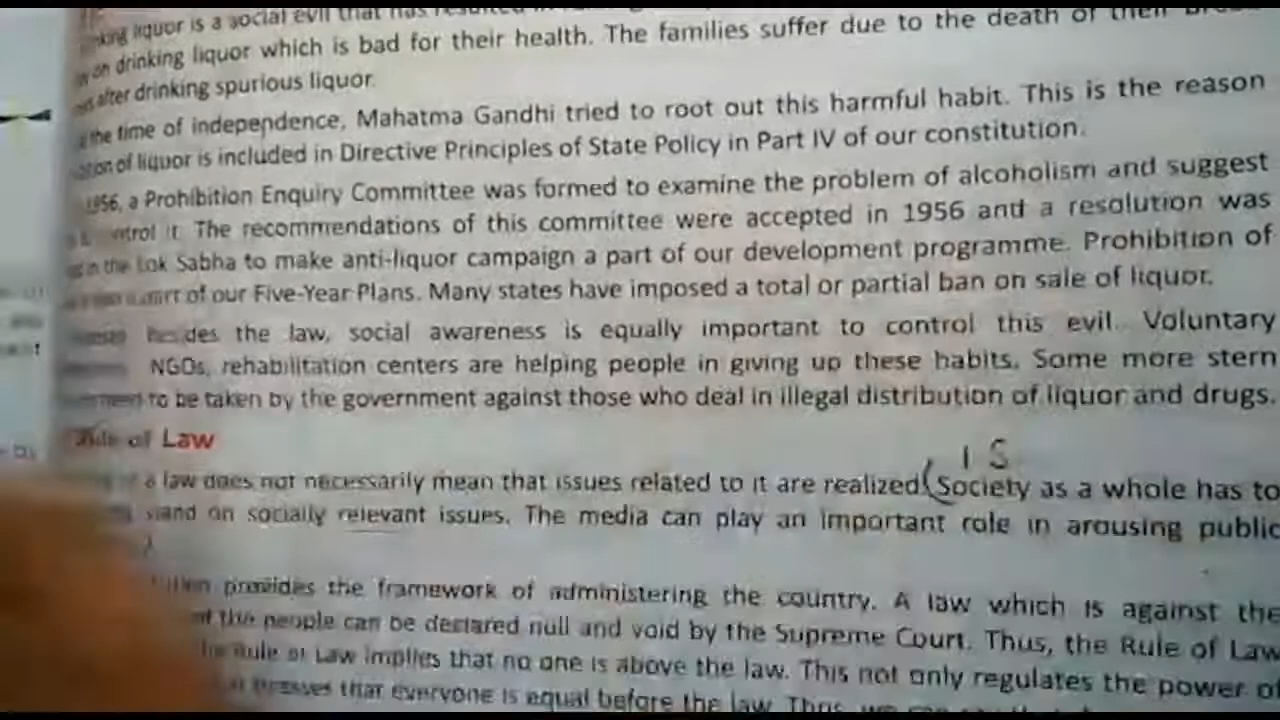 liquor is a social evil that has
on drinking liquor which is bad for their health. The families suffer due to the death of their
after drinking spurious liquor.
the time of independence, Mahatma Gandhi tried to root out this harmful habit. This is the reason
of liquor is included in Directive Principles of State Policy in Part IV of our constitution.
1956, a Prohibition Enquiry Committee was formed to examine the problem of alcoholism and suggest
it. The recommendations of this committee were accepted in 1956 and a resolution was
in the Lok Sabha to make anti-liquor campaign a part of our development programme. Prohibition of
of our Five-Year-Plans. Many states have imposed a total or partial ban on sale of liquor.
besides the law, social awareness is equally important to control this evil. Voluntary
NGOs, rehabilitation centers are helping people in giving up these habits. Some more stern
to be taken by the government against those who deal in illegal distribution of liquor and drugs.
Rule of Law
1 S
a law does not necessarily mean that issues related to it are realized. Society as a whole has to
stand on socially relevant issues. The media can play an important role in arousing public
provides the framework of administering the country. A law which is against the
of the people can be declared null and void by the Supreme Court. Thus, the Rule of Law
Rule of Law implies that no one is above the law. This not only regulates the power of
that everyone is equal before the law. Thus, we can